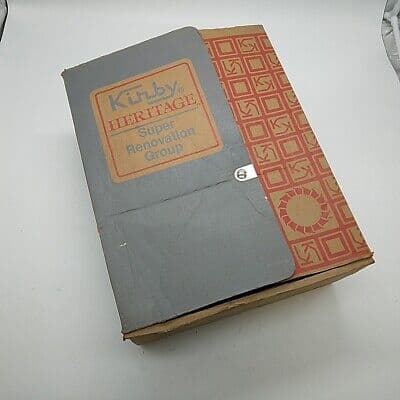 Kirby®
HERITAGE
Super
Renovation
Group